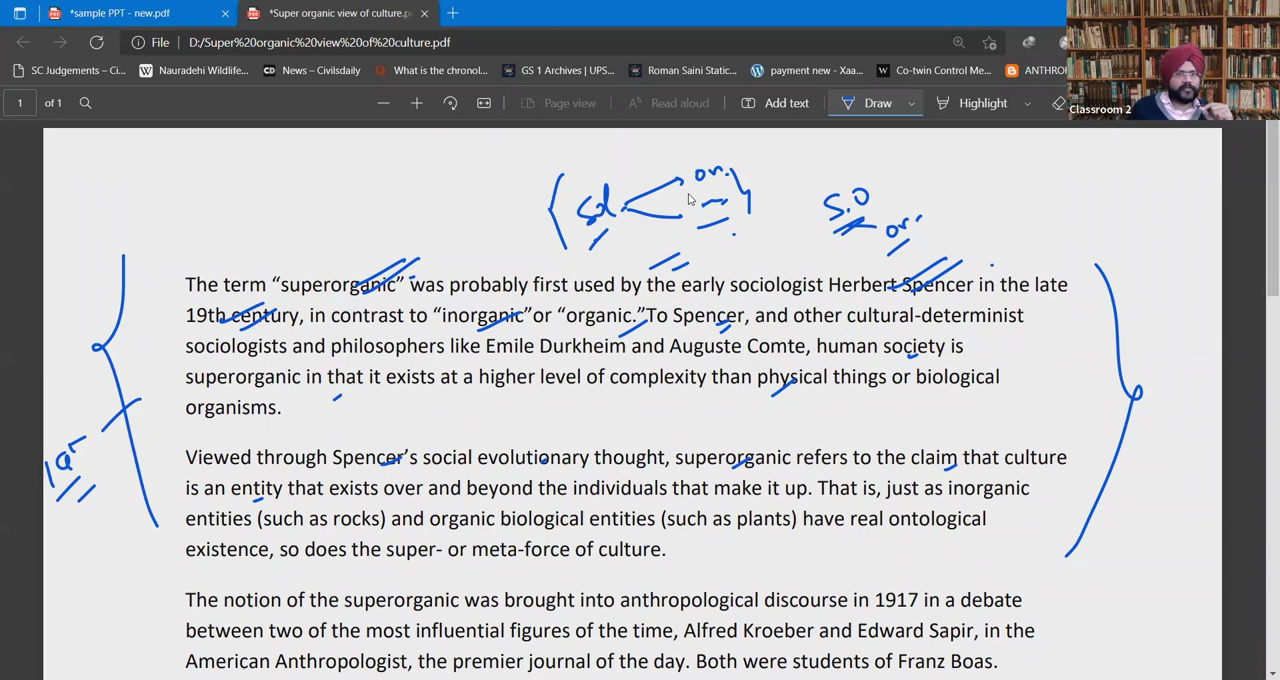 *sample PPT - new.pdf
*Super organic view of culture.p
File
D:/Super%20organic%20view%20of%20culture.pdf
SC Judgements – Ci...
Nauradehi Wildlife...
News – Civilsdaily
What is the chronol...
GS 1 Archives | UPS...
Roman Saini Static...
payment new - Xaa...
Co-twin Control Me...
ANTHRO
1 of 1
Page view
Read aloud
Add text
Draw
Highlight
Classroom 2
or.
S.O
or.
The term “superorganic” was probably first used by the early sociologist Herbert Spencer in the late
19th century, in contrast to “inorganic”or “organic.”To Spencer, and other cultural-determinist
sociologists and philosophers like Emile Durkheim and Auguste Comte, human society is
superorganic in that it exists at a higher level of complexity than physical things or biological
organisms.
Viewed through Spencer’s social evolutionary thought, superorganic refers to the claim that culture
is an entity that exists over and beyond the individuals that make it up. That is, just as inorganic
entities (such as rocks) and organic biological entities (such as plants) have real ontological
existence, so does the super- or meta-force of culture.
The notion of the superorganic was brought into anthropological discourse in 1917 in a debate
between two of the most influential figures of the time, Alfred Kroeber and Edward Sapir, in the
American Anthropologist, the premier journal of the day. Both were students of Franz Boas.